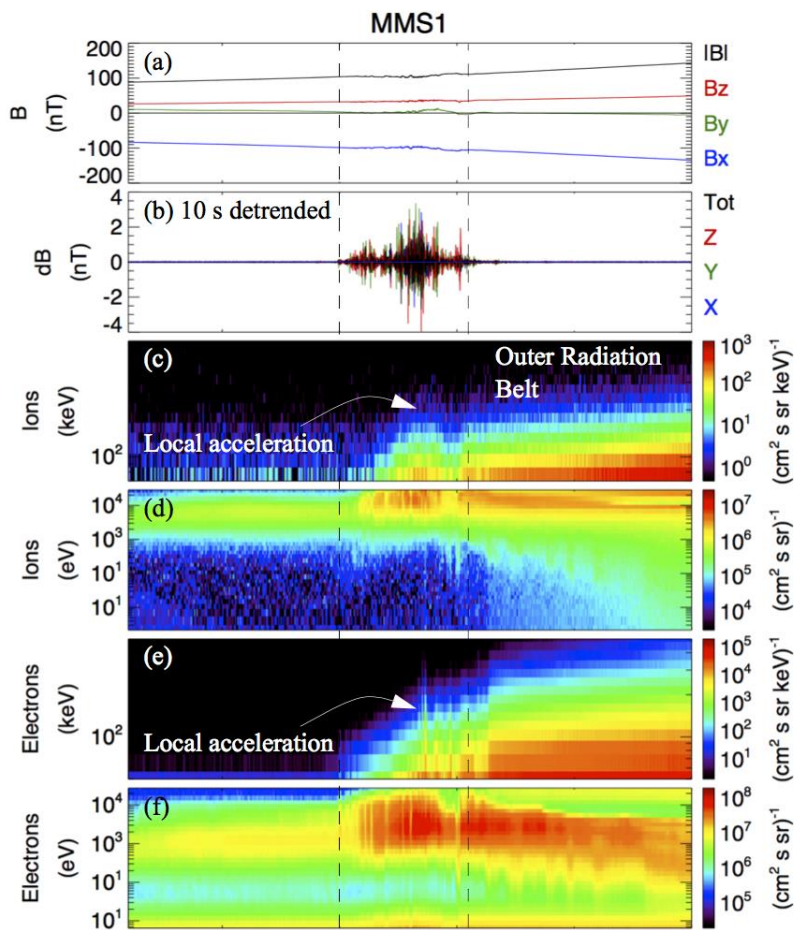 MMS1
(a)
200
100
0
-100
-200
B
(nT)
|B|
Bz
By
Bx
(b) 10 s detrended
4
2
0
-2
-4
dB
(nT)
Tot
Z
Y
X
(c)
Outer Radiation
Belt
Local acceleration
Ions
(keV)
10²
10³
10²
10¹
10⁰
(cm² s sr keV)⁻¹
(d)
Ions
(eV)
10⁴
10³
10¹
10¹
10⁷
10⁶
10⁵
10⁴
(cm² s sr)⁻¹
(e)
Local acceleration
Electrons
(keV)
10²
10⁵
10⁴
10³
10²
10¹
(cm² s sr keV)⁻¹
(f)
Electrons
(eV)
10⁴
10³
10²
10¹
10⁸
10⁷
10⁶
10⁵
(cm² s sr)⁻¹